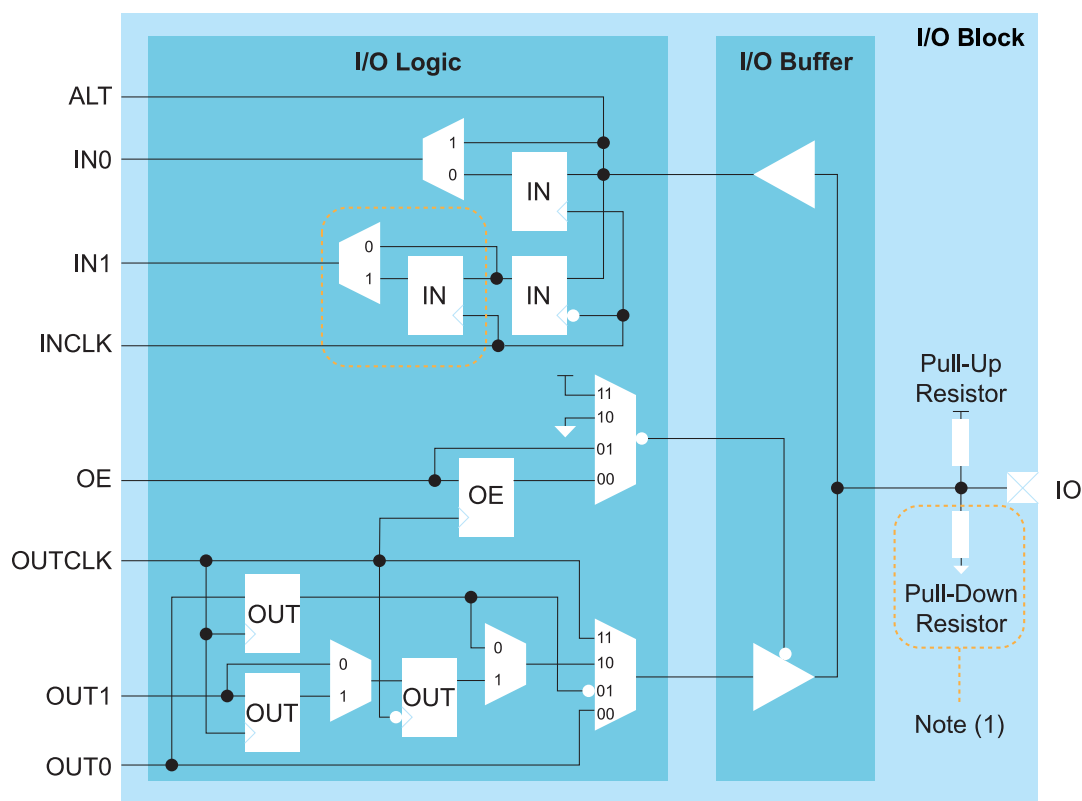 I/O Block
I/O Logic
I/O Buffer
ALT
IN0
1
0
IN
IN1
0
1
IN
IN
INCLK
Pull-Up
Resistor
11
10
01
00
OE
OE
IO
OUTCLK
Pull-Down
Resistor
OUT
0
1
11
10
01
00
OUT1
0
1
OUT
OUT
Note (1)
OUT0